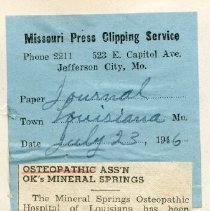 Missouri Press Clipping Service
Phone 2211 523 E. Capitol Ave.
Jefferson City, Mo.
Paper Journal
Town Louisiana Mo.
Date July 23, 1946
OSTEOPATHIC ASS'N
OK's MINERAL SPRINGS
The Mineral Springs Osteopathic
Hospital of Louisiana has been